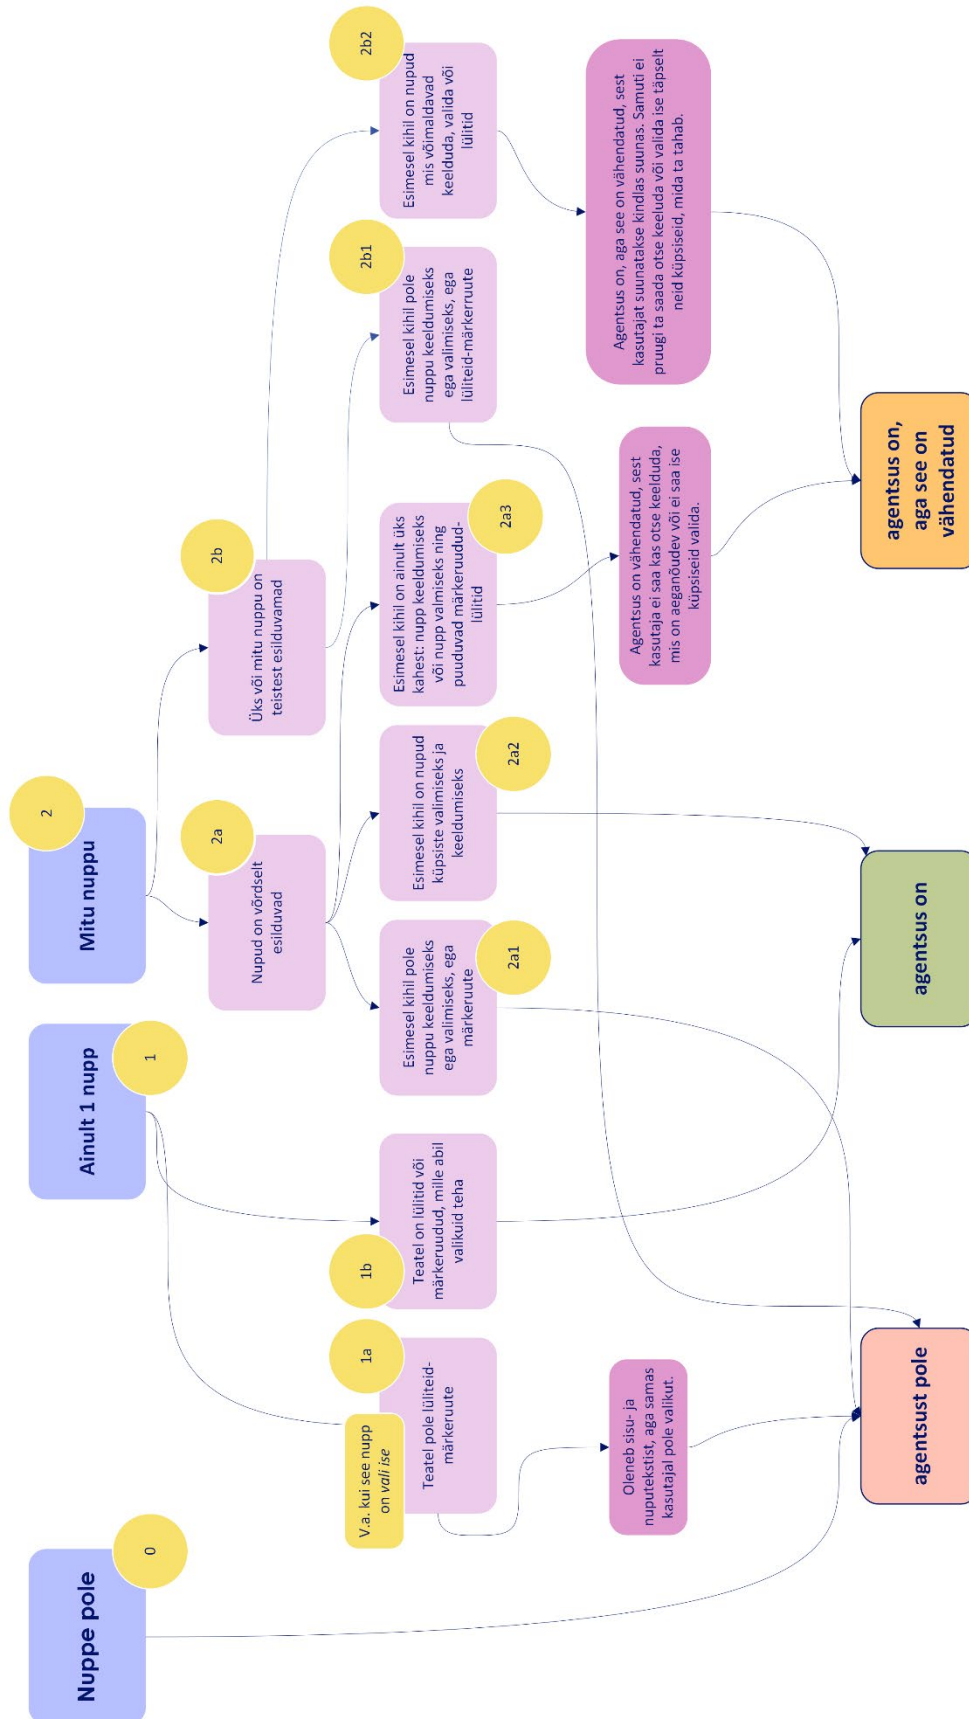 Nuppe pole
0
Ainult 1 nupp
1
Mitu nuppu
2
Nupud on võrdselt
esilduvad
2a
Üks või mitu nuppu on
teistest esilduvamad
2b
V.a. kui see nupp
on vali ise
Teatel pole lüliteid-
märkeruute
1a
Teatel on lülitid või
märkeruudud, mille abil
valikuid teha
1b
Esimesel kihil pole
nuppu keeldumiseks
ega valimiseks, ega
märkeruute
2a1
Esimesel kihil on nupud
küpsiste valimiseks ja
keeldumiseks
2a2
Esimesel kihil on ainult üks
kahest: nupp keeldumiseks
või nupp valmiseks ning
puuduvad märkeruudud-
lülitid
2a3
Esimesel kihil pole
nuppu keeldumiseks
ega valimiseks, ega
lüliteid-märkerruute
2b1
Esimesel kihil on nupud
mis võimaldavad
keelduda, valida või
lülitid
2b2
Oleneb sisu- ja
nuputekstist, aga samas
kasutajal pole valikut.
Agentsus on vähendatud, sest
kasutaja ei saa kas otse keelduda,
mis on aeganõudev või ei saa ise
küpsiseid valida.
Agentsus on, aga see on vähendatud, sest
kasutajat suunatakse kindlas suunas. Samuti ei
pruugi ta saada otse keeluda või valida ise täpselt
neid küpsiseid, mida ta tahab.
agentsust pole
agentsus on
agentsus on,
aga see on
vähendatud